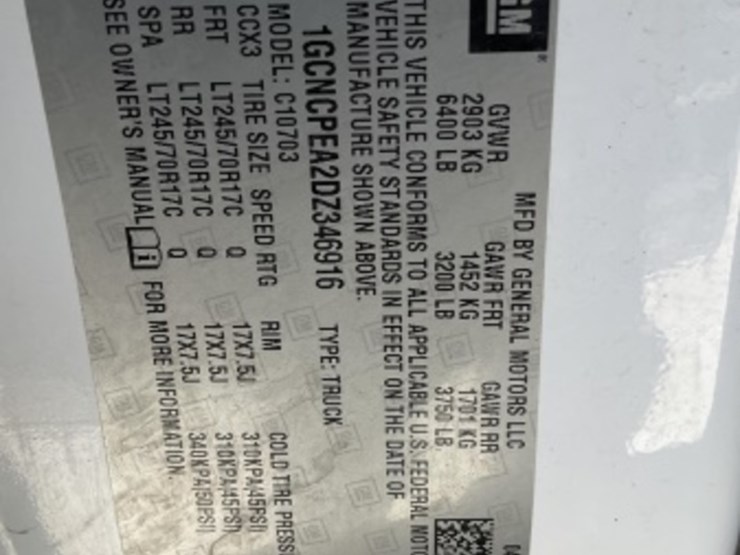 GM
MFD BY GENERAL MOTORS LLC
GVWR GAWR FRT GAWR RR
2903 KG 1452 KG 1701 KG
6400 LB 3200 LB 3750 LB
THIS VEHICLE CONFORMS TO ALL APPLICABLE U.S. FEDERAL MOTO
VEHICLE SAFETY STANDARDS IN EFFECT ON THE DATE OF
MANUFACTURE SHOWN ABOVE.
1GCNCPEA2DZ346916 TYPE: TRUCK
MODEL: C10703
CCX3 TIRE SIZE SPEED RTG RIM COLD TIRE PRESS
FRT LT245/70R17C Q 17X7.5J 310KPA(45PSI)
RR LT245/70R17C Q 17X7.5J 310KPA(45PSI)
SPA LT245/70R17C Q 17X7.5J 340KPA(50PSI)
SEE OWNER'S MANUAL i FOR MORE INFORMATION.